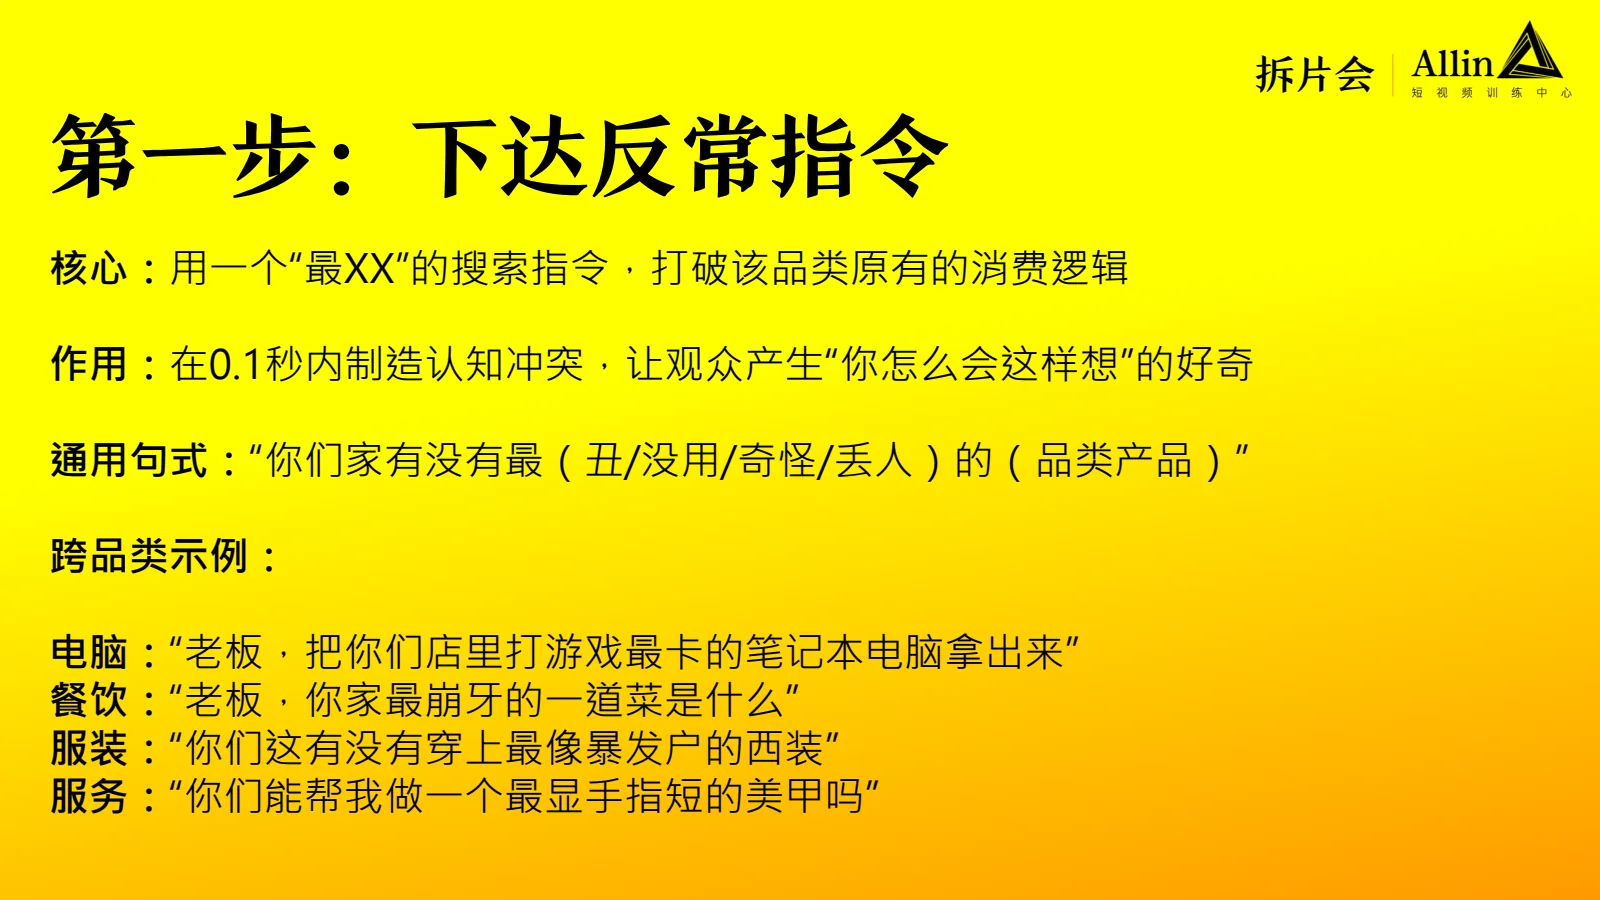 拆片会
Allin
短视频训练中心
第一步：下达反常指令
核心：用一个“最XX”的搜索指令，打破该品类原有的消费逻辑
作用：在0.1秒内制造认知冲突，让观众产生“你怎么会这样想”的好奇
通用句式：“你们家有没有最（丑/没用/奇怪/丢人）的（品类产品）”
跨品类示例：
电脑：“老板，把你们店里打游戏最卡的笔记本电脑拿出来”
餐饮：“老板，你家最崩牙的一道菜是什么”
服装：“你们这有没有穿上最像暴发户的西装”
服务：“你们能帮我做一个最显手指短的美甲吗”